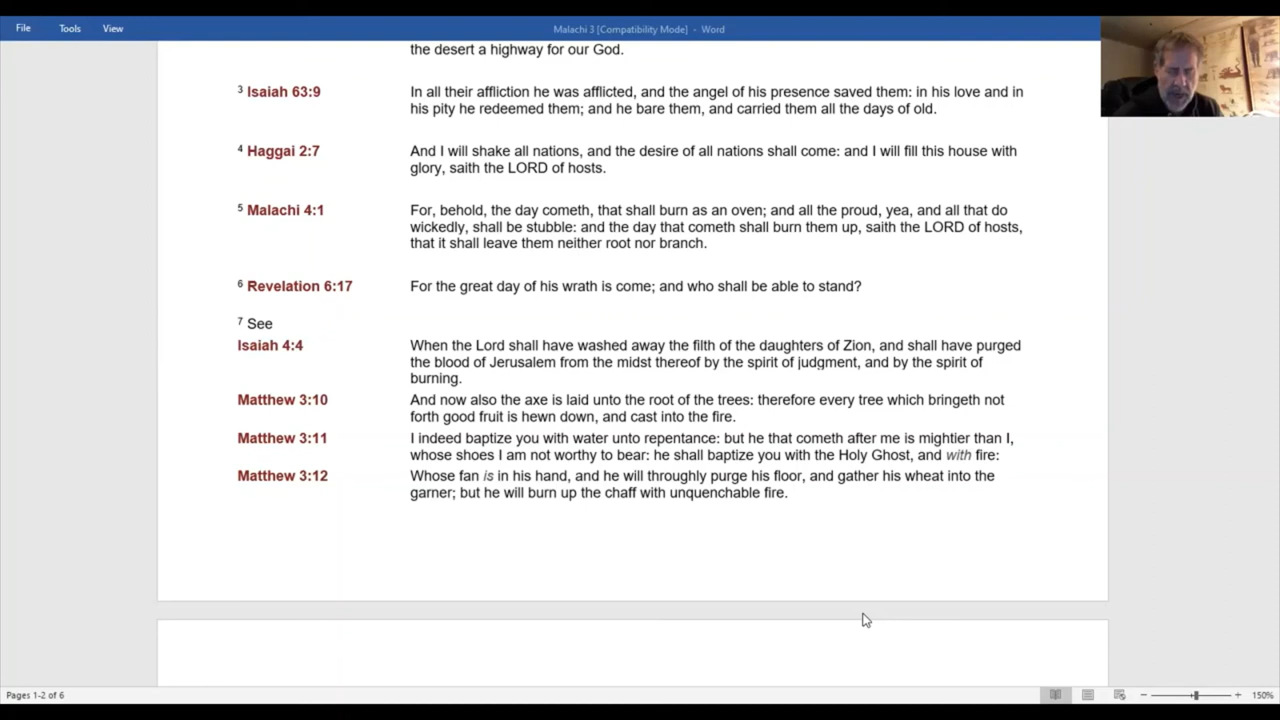 File Tools View Malachi 3 [Compatibility Mode] - Word
the desert a highway for our God.
3 Isaiah 63:9 In all their affliction he was afflicted, and the angel of his presence saved them: in his love and in
his pity he redeemed them; and he bare them, and carried them all the days of old.
4 Haggai 2:7 And I will shake all nations, and the desire of all nations shall come: and I will fill this house with
glory, saith the LORD of hosts.
5 Malachi 4:1 For, behold, the day cometh, that shall burn as an oven; and all the proud, yea, and all that do
wickedly, shall be stubble: and the day that cometh shall burn them up, saith the LORD of hosts,
that it shall leave them neither root nor branch.
6 Revelation 6:17 For the great day of his wrath is come; and who shall be able to stand?
7 See
Isaiah 4:4 When the Lord shall have washed away the filth of the daughters of Zion, and shall have purged
the blood of Jerusalem from the midst thereof by the spirit of judgment, and by the spirit of
burning.
Matthew 3:10 And now also the axe is laid unto the root of the trees: therefore every tree which bringeth not
forth good fruit is hewn down, and cast into the fire.
Matthew 3:11 I indeed baptize you with water unto repentance: but he that cometh after me is mightier than I,
whose shoes I am not worthy to bear: he shall baptize you with the Holy Ghost, and with fire:
Matthew 3:12 Whose fan is in his hand, and he will throughly purge his floor, and gather his wheat into the
garner; but he will burn up the chaff with unquenchable fire.
Pages 1-2 of 6 150%